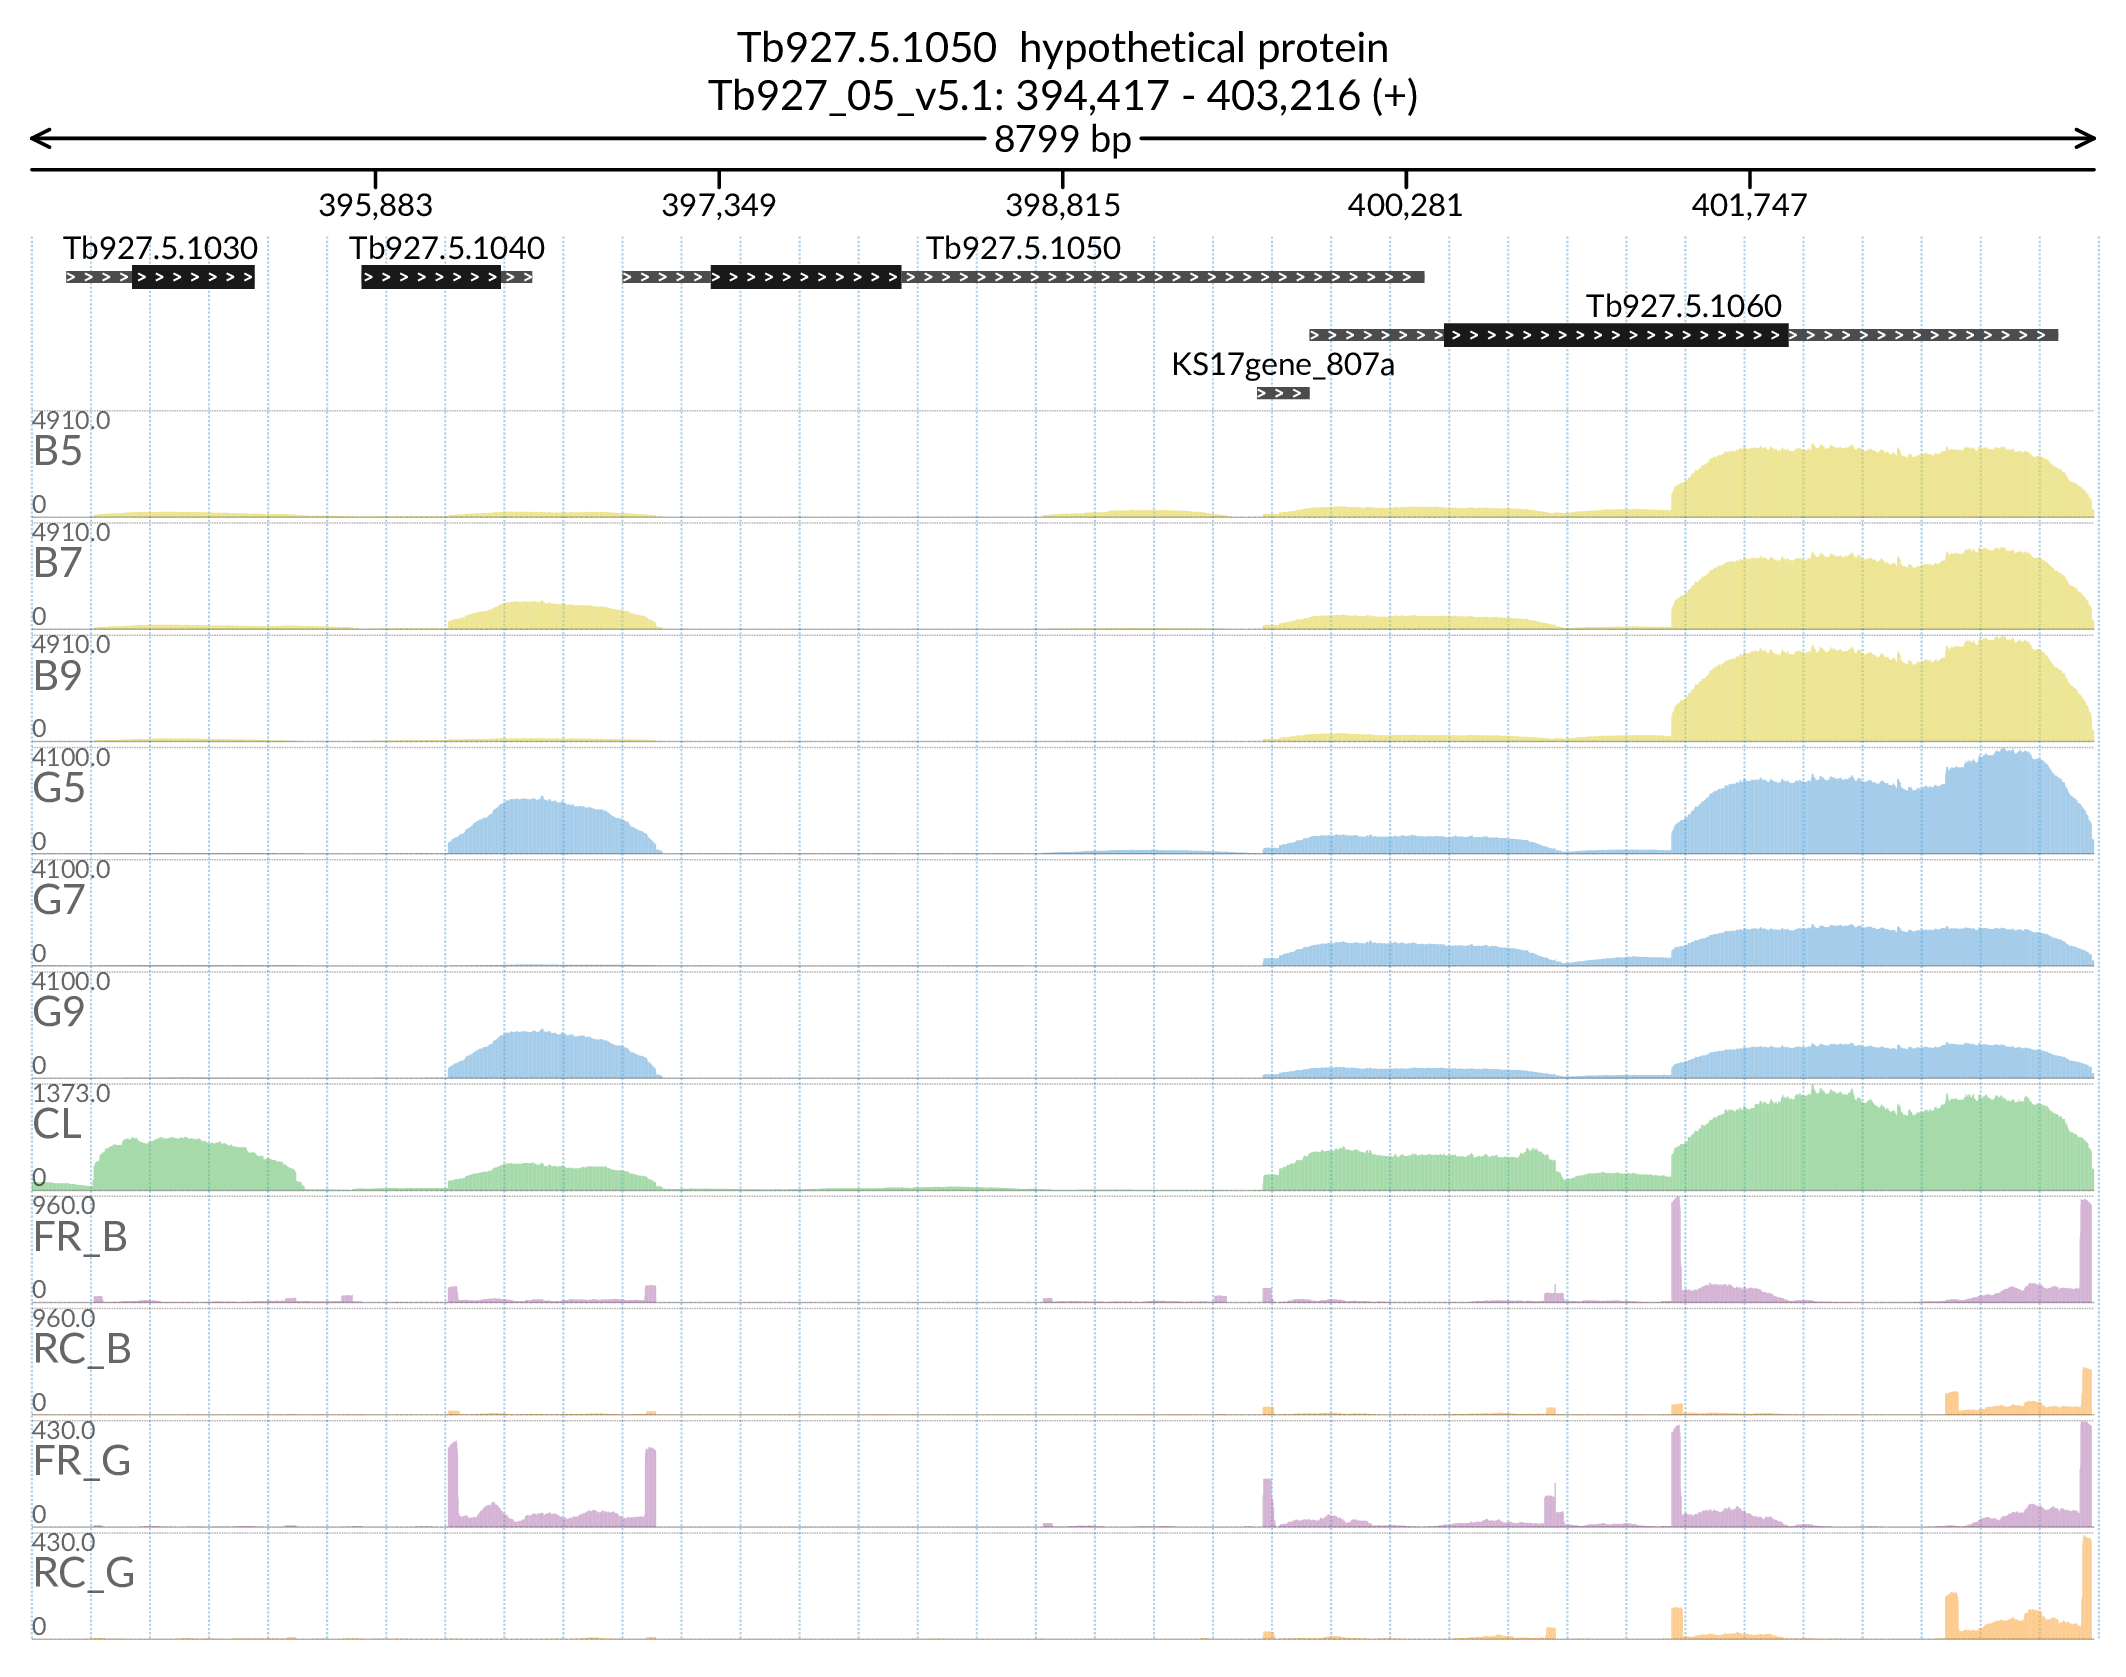 Tb927.5.1050 hypothetical protein
Tb927_05_v5.1: 394,417 - 403,216 (+)
8799 bp
395,883 397,349 398,815 400,281 401,747
Tb927.5.1030 Tb927.5.1040 Tb927.5.1050
Tb927.5.1060
KS17gene_807a
4910.0
B5
0
4910.0
B7
0
4910.0
B9
0
4100.0
G5
0
4100.0
G7
0
4100.0
G9
0
1373.0
CL
0
960.0
FR_B
0
960.0
RC_B
0
430.0
FR_G
0
430.0
RC_G
0